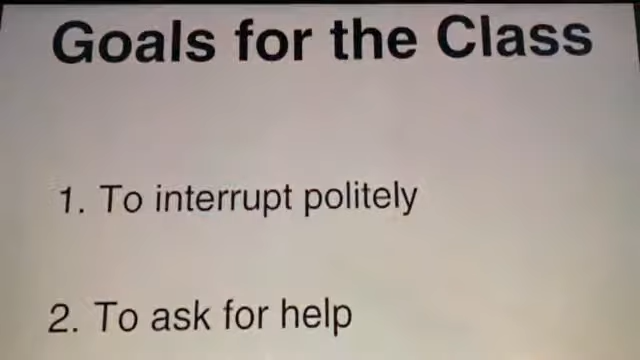 Goals for the Class
1. To interrupt politely
2. To ask for help